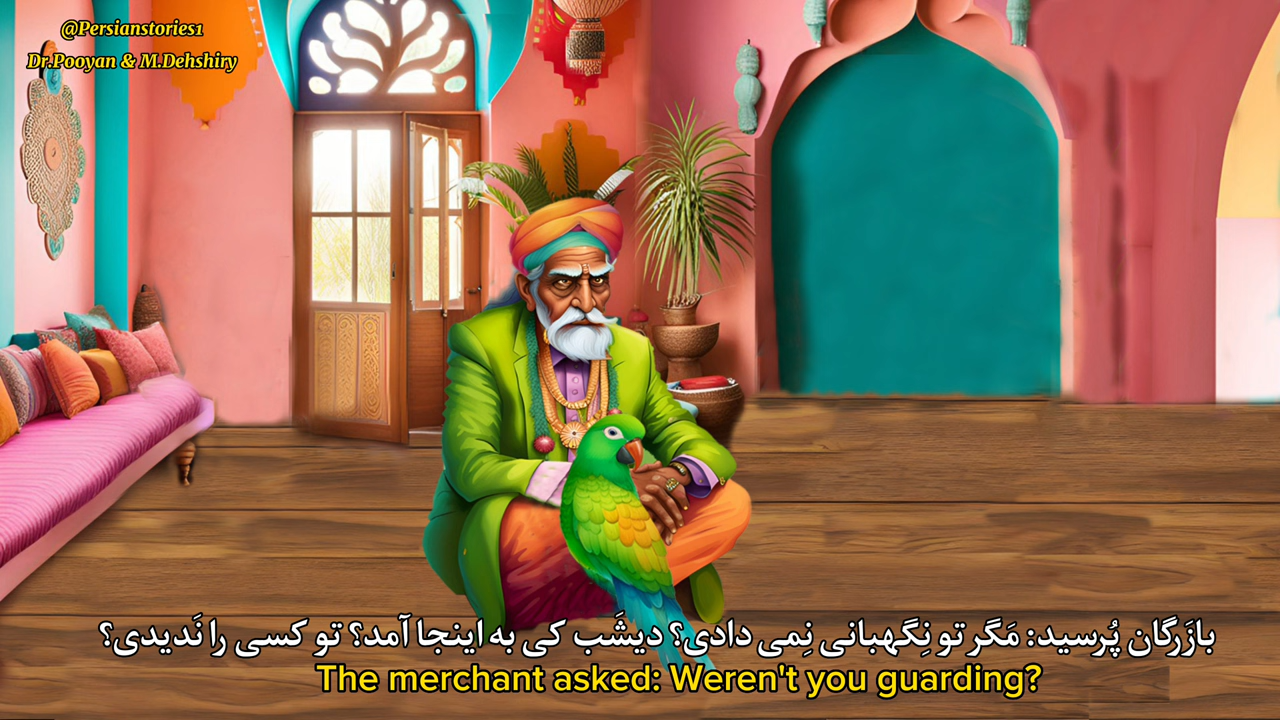 @Persianstories1
Dr.Pooyan & M.Dehshiry
بازَرگان پُرسید: مَگَر تو نِگهبانی نِمی دادی؟ دیشَب کی به اینجا آمد؟ تو کسی را نَدیدی؟
The merchant asked: Weren't you guarding?